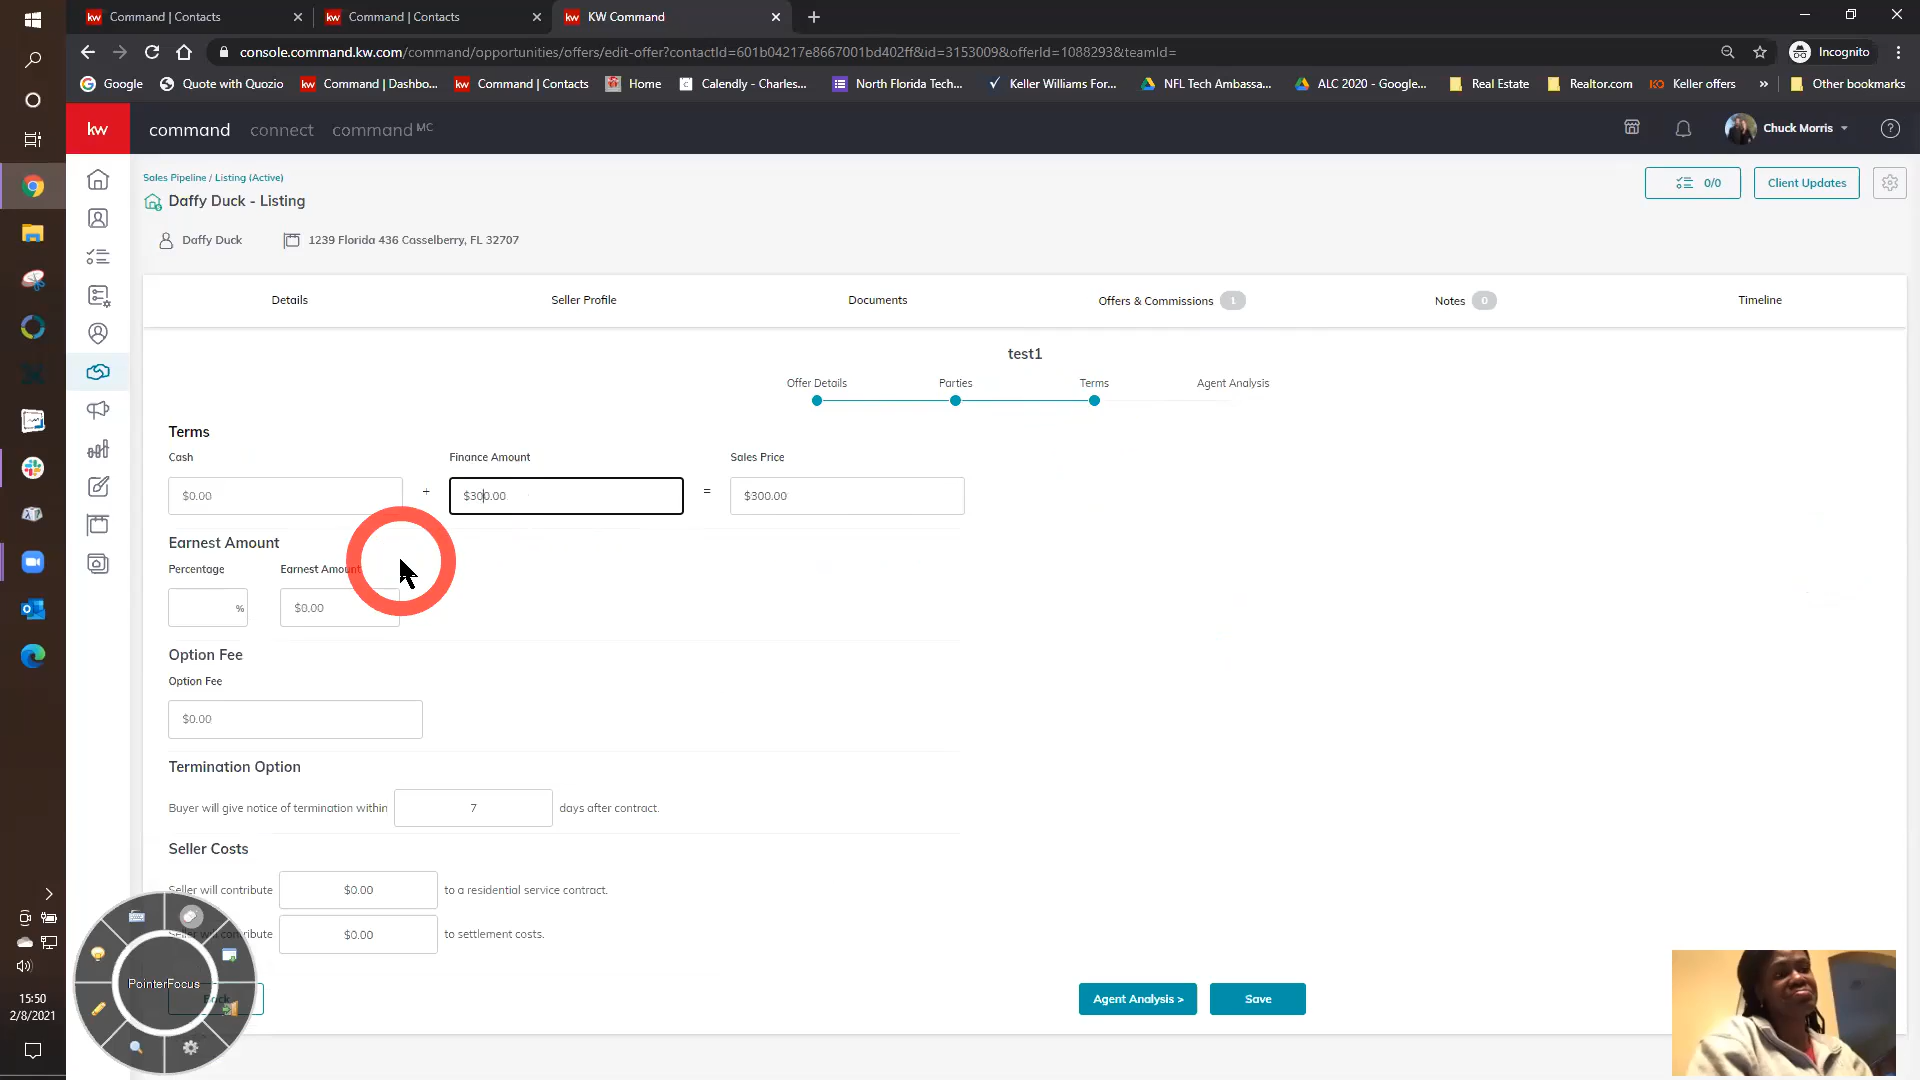 Command | Contacts
Command | Contacts
KW Command
console.command.kw.com/command/opportunities/offers/edit-offer?contactId=601b04217e8667001bd402ff&id=3153009&offerId=1088293&teamId=
Incognito
Google
Quote with Quozio
Command | Dashbo...
Command | Contacts
Home
Calendly - Charles...
North Florida Tech...
Keller Williams For...
NFL Tech Ambassa...
ALC 2020 - Google...
Real Estate
Realtor.com
Keller offers
»
Other bookmarks
kw
command
connect
command MC
Chuck Morris
Sales Pipeline / Listing (Active)
Daffy Duck - Listing
0/0
Client Updates
Daffy Duck
1239 Florida 436 Casselberry, FL 32707
Details
Seller Profile
Documents
Offers & Commissions 1
Notes 0
Timeline
test1
Offer Details
Parties
Terms
Agent Analysis
Terms
Cash
Finance Amount
Sales Price
$0.00
+
$300.00
=
$300.00
Earnest Amount
Percentage
Earnest Amount
%
$0.00
Option Fee
Option Fee
$0.00
Termination Option
Buyer will give notice of termination within 7 days after contract.
Seller Costs
Seller will contribute $0.00 to a residential service contract.
Seller will contribute $0.00 to settlement costs.
PointerFocus
Back
Agent Analysis >
Save
15:50
2/8/2021